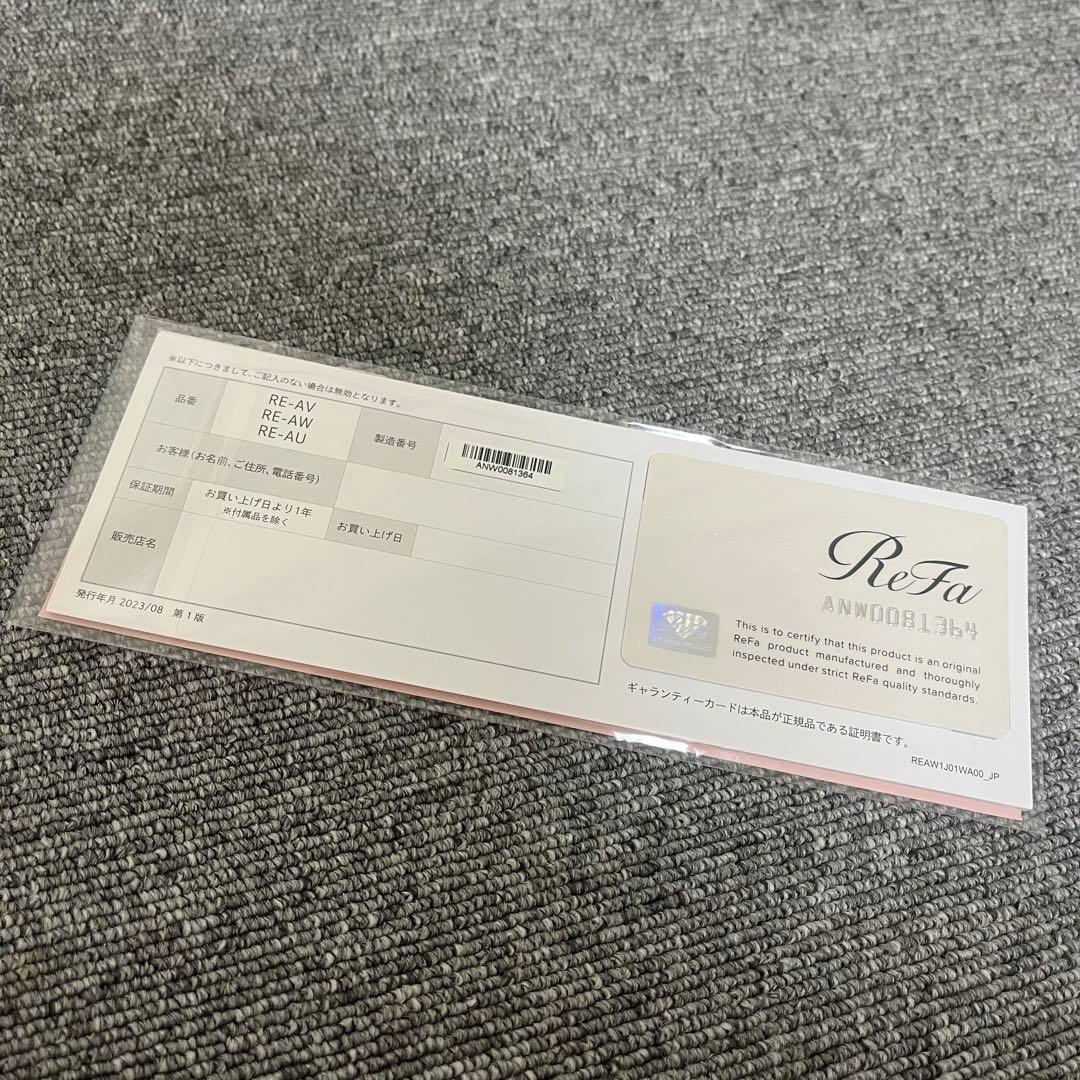 ※以下につきまして、ご記入のない場合は無効となります。
品番
RE-AV
RE-AW
RE-AU
製造番号
ANW0081364
お客様(お名前、ご住所、電話番号)
保証期間
お買い上げ日より1年
※付属品を除く
お買い上げ日
販売店名
発行年月 2023/08 第1版
ReFa
ANW0081364
This is to certify that this product is an original
ReFa product manufactured and thoroughly
inspected under strict ReFa quality standards.
ギャランティーカードは本品が正規品である証明書です。
REAW1J01WA00_JP